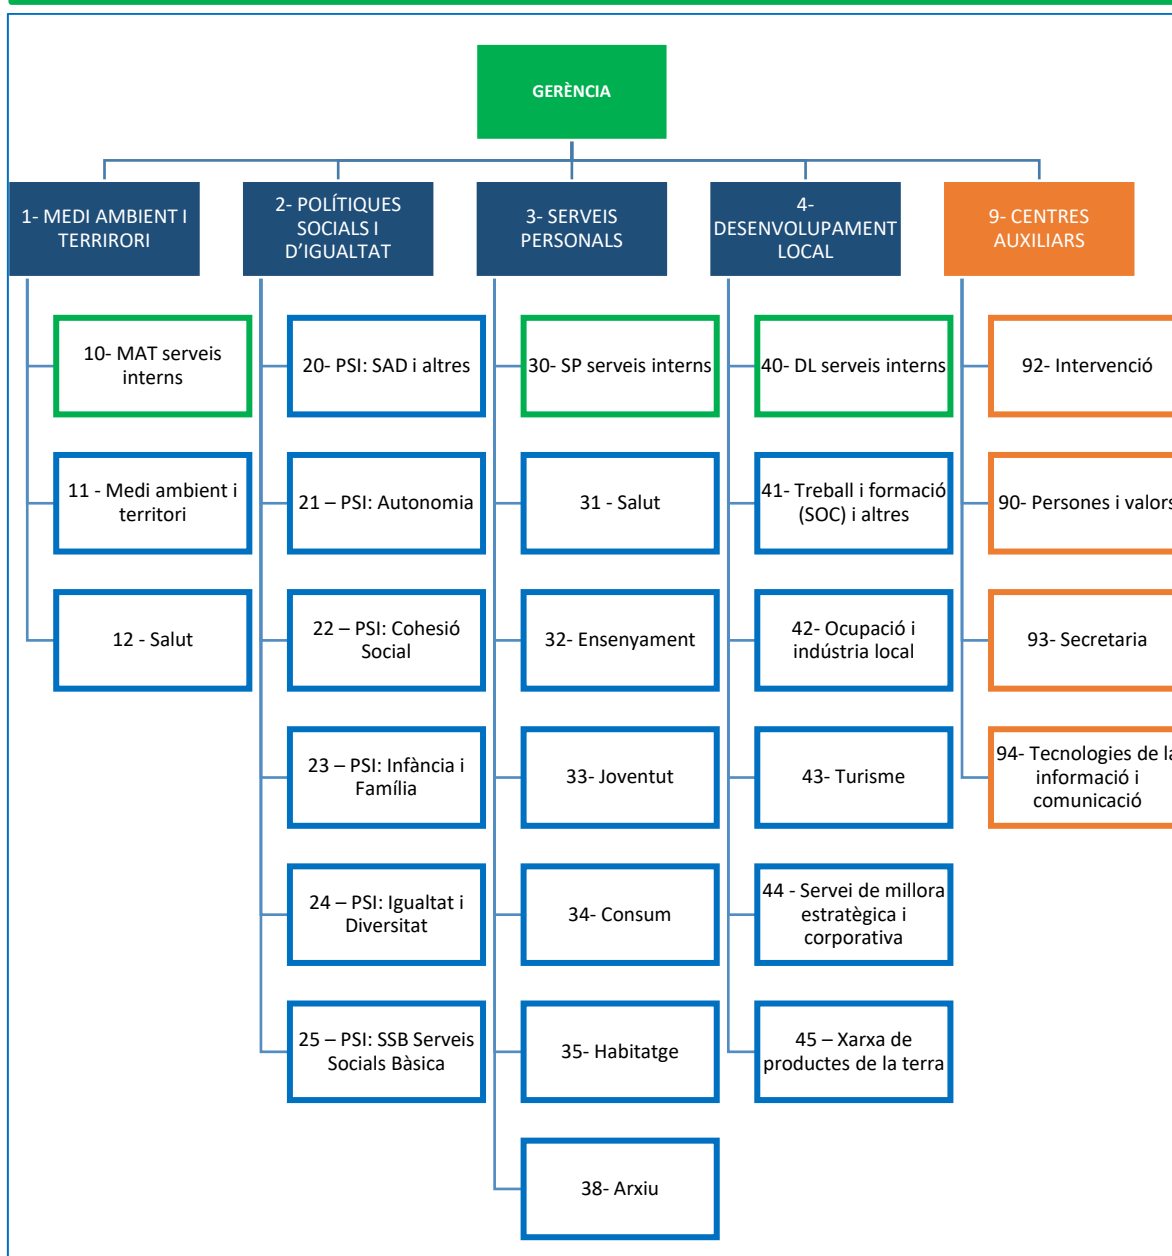 GERÈNCIA
1- MEDI AMBIENT I
TERRIRORI
2- POLÍTIQUES
SOCIALS I
D'IGUALTAT
3- SERVEIS
PERSONALS
4-
DESENVOLUPAMENT
LOCAL
9- CENTRES
AUXILIARS
10- MAT serveis
interns
11 - Medi ambient i
territori
12 - Salut
20- PSI: SAD i altres
21 – PSI: Autonomia
22 – PSI: Cohesió
Social
23 – PSI: Infància i
Família
24 – PSI: Igualtat i
Diversitat
25 – PSI: SSB Serveis
Socials Bàsica
30- SP serveis interns
31 - Salut
32- Ensenyament
33- Joventut
34- Consum
35- Habitatge
38- Arxiu
40- DL serveis interns
41- Treball i formació
(SOC) i altres
42- Ocupació i
indústria local
43- Turisme
44 - Servei de millora
estratègica i
corporativa
45 – Xarxa de
productes de la terra
92- Intervenció
90- Persones i valors
93- Secretaria
94- Tecnologies de la
informació i
comunicació